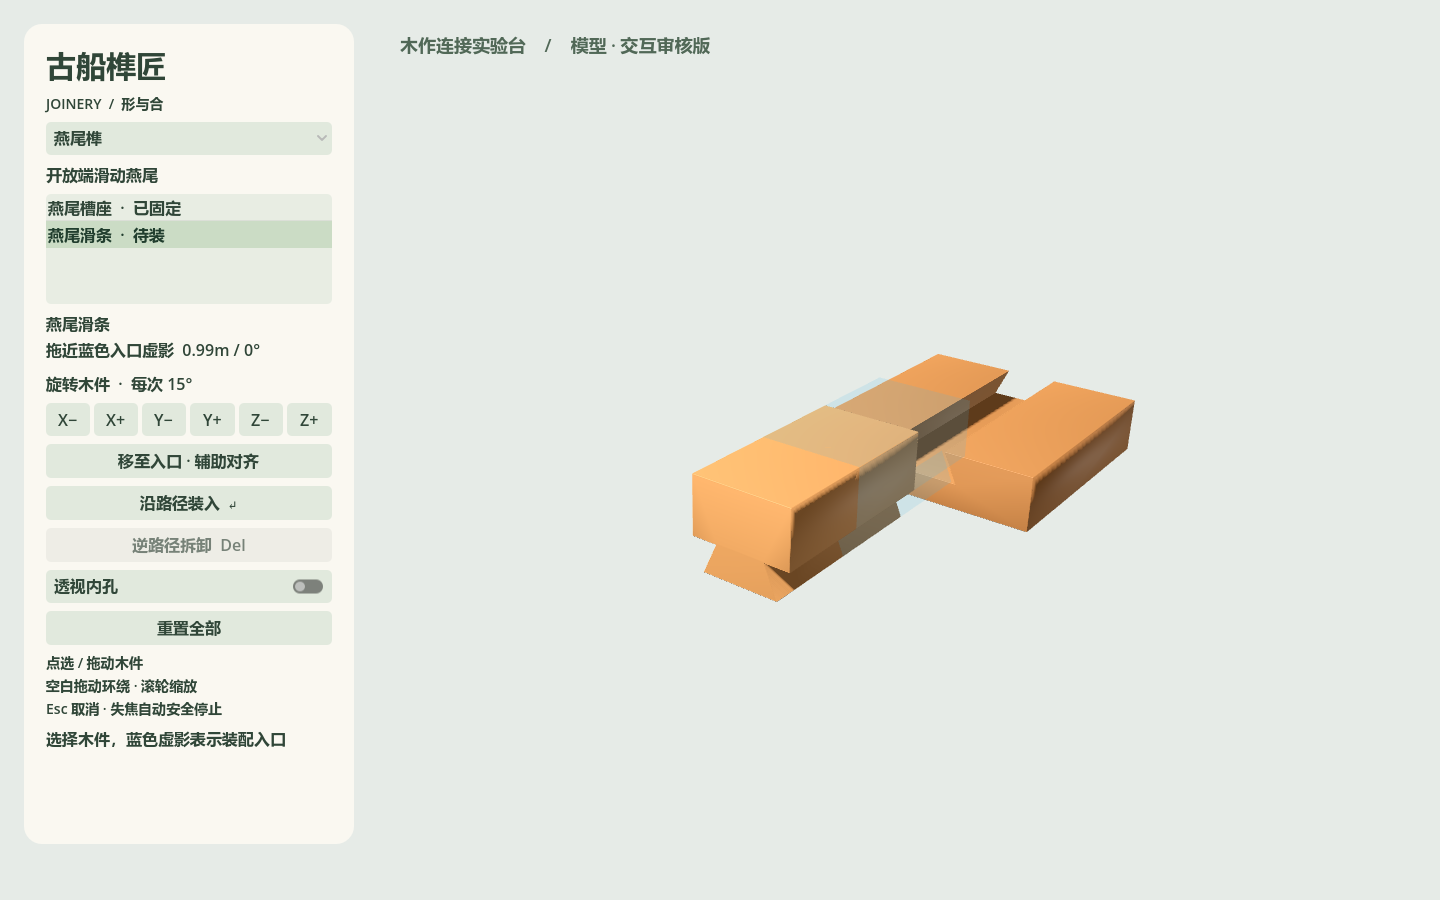 古船榫匠
JOINERY / 形与合
燕尾榫
开放端滑动燕尾
燕尾槽座 · 已固定
燕尾滑条 · 待装
燕尾滑条
拖近蓝色入口虚影 0.99m / 0°
旋转木件 · 每次 15°
X− X+ Y− Y+ Z− Z+
移至入口 · 辅助对齐
沿路径装入 ↲
逆路径拆卸 Del
透视内孔
重置全部
点选 / 拖动木件
空白拖动环绕 · 滚轮缩放
Esc 取消 · 失焦自动安全停止
选择木件，蓝色虚影表示装配入口
木作连接实验台 / 模型 · 交互审核版